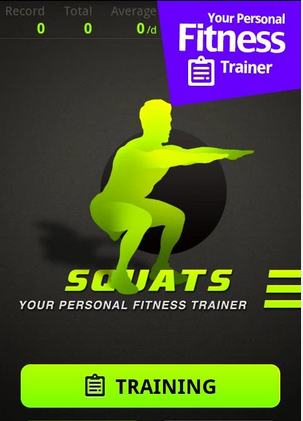 Record Total Average
0 0 0/d
Your Personal
Fitness
Trainer
SQUATS
YOUR PERSONAL FITNESS TRAINER
TRAINING